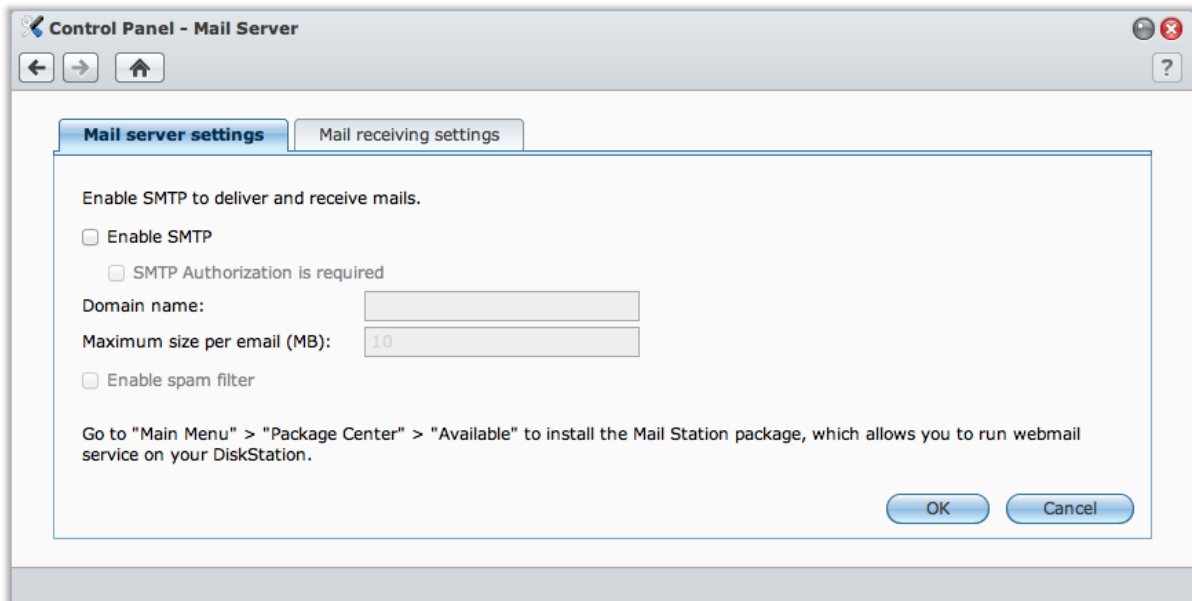 Control Panel - Mail Server
?
Mail server settings
Mail receiving settings
Enable SMTP to deliver and receive mails.
Enable SMTP
SMTP Authorization is required
Domain name:
Maximum size per email (MB):
10
Enable spam filter
Go to "Main Menu" > "Package Center" > "Available" to install the Mail Station package, which allows you to run webmail
service on your DiskStation.
OK
Cancel